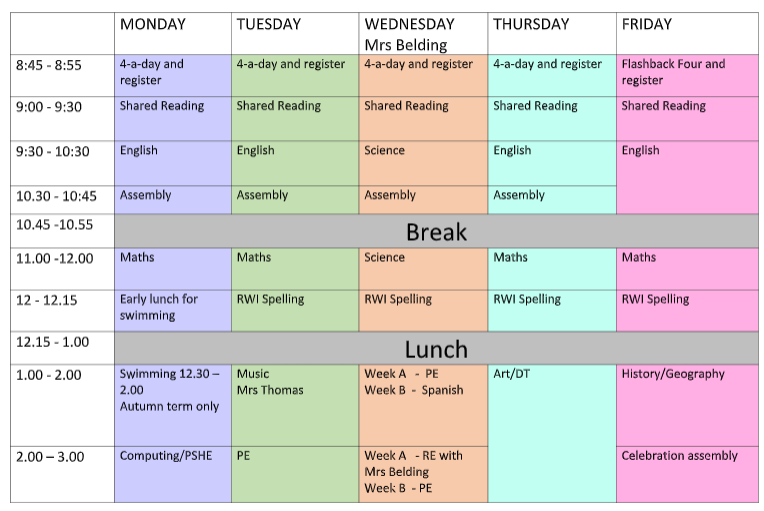 MONDAY TUESDAY WEDNESDAY THURSDAY FRIDAY
Mrs Belding
8:45 - 8:55 4-a-day and 4-a-day and register 4-a-day and register 4-a-day and register Flashback Four and
register register
9:00 - 9:30 Shared Reading Shared Reading Shared Reading Shared Reading Shared Reading
9:30 - 10:30 English English Science English English
10.30 - 10:45 Assembly Assembly Assembly Assembly
10.45 -10.55 Break
11.00 -12.00 Maths Maths Science Maths Maths
12 - 12.15 Early lunch for RWI Spelling RWI Spelling RWI Spelling RWI Spelling
swimming
12.15 - 1.00 Lunch
1.00 - 2.00 Swimming 12.30 – Music Week A - PE Art/DT History/Geography
2.00 Mrs Thomas Week B - Spanish
Autumn term only
2.00 – 3.00 Computing/PSHE PE Week A - RE with Celebration assembly
Mrs Belding
Week B - PE